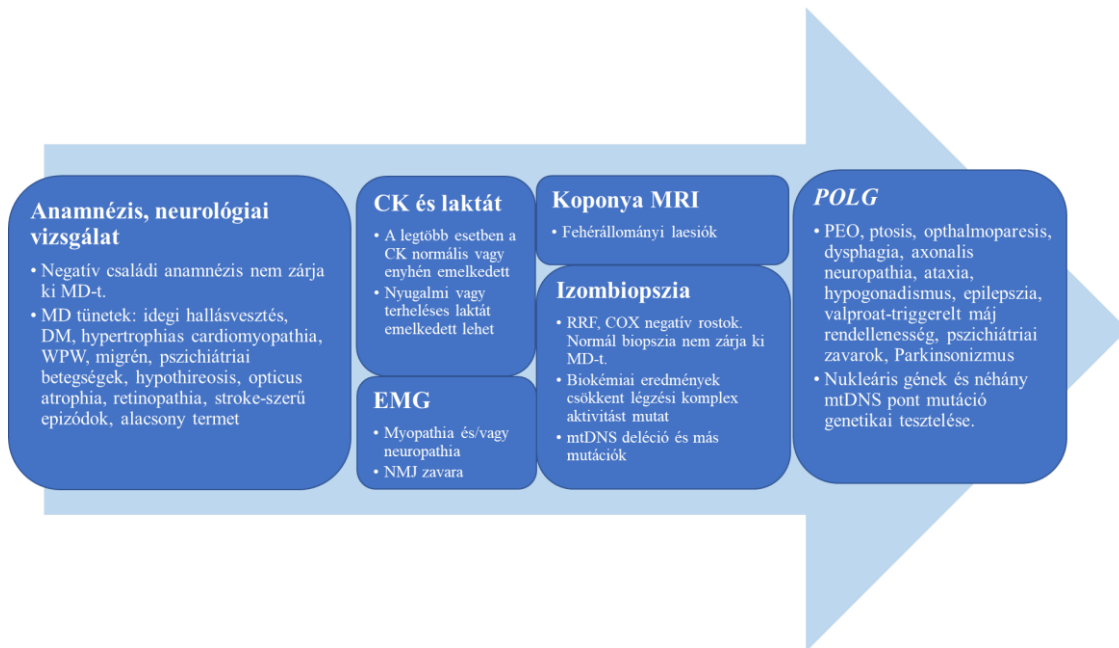 Anamnézis, neurológiai
vizsgálat
• Negatív családi anamnézis nem zárja
ki MD-t.
• MD tünetek: idegi hallásvesztés,
DM, hypertrophias cardiomyopathia,
WPW, migrén, pszichiátriai
betegségek, hypothireosis, opticus
atrophia, retinopathia, stroke-szerű
epizódok, alacsony termet
CK és laktát
• A legtöbb esetben a
CK normális vagy
enyhén emelkedett
• Nyugalmi vagy
terheléses laktát
emelkedett lehet
EMG
• Myopathia és/vagy
neuropathia
• NMJ zavara
Koponya MRI
• Fehérállományi laesiók
Izombiopszia
• RRF, COX negatív rostok.
Normál biopszia nem zárja ki
MD-t.
• Biokémiai eredmények
csökkent légzési komplex
aktivitást mutat
• mtDNS deléció és más
mutációk
POLG
• PEO, ptosis, opthalmoparesis,
dysphagia, axonalis
neuropathia, ataxia,
hypogonadismus, epilepszia,
valproat-triggerelt máj
rendellenesség, pszichiátriai
zavarok, Parkinsonizmus
• Nukleáris gének és néhány
mtDNS pont mutáció
genetikai tesztelése.